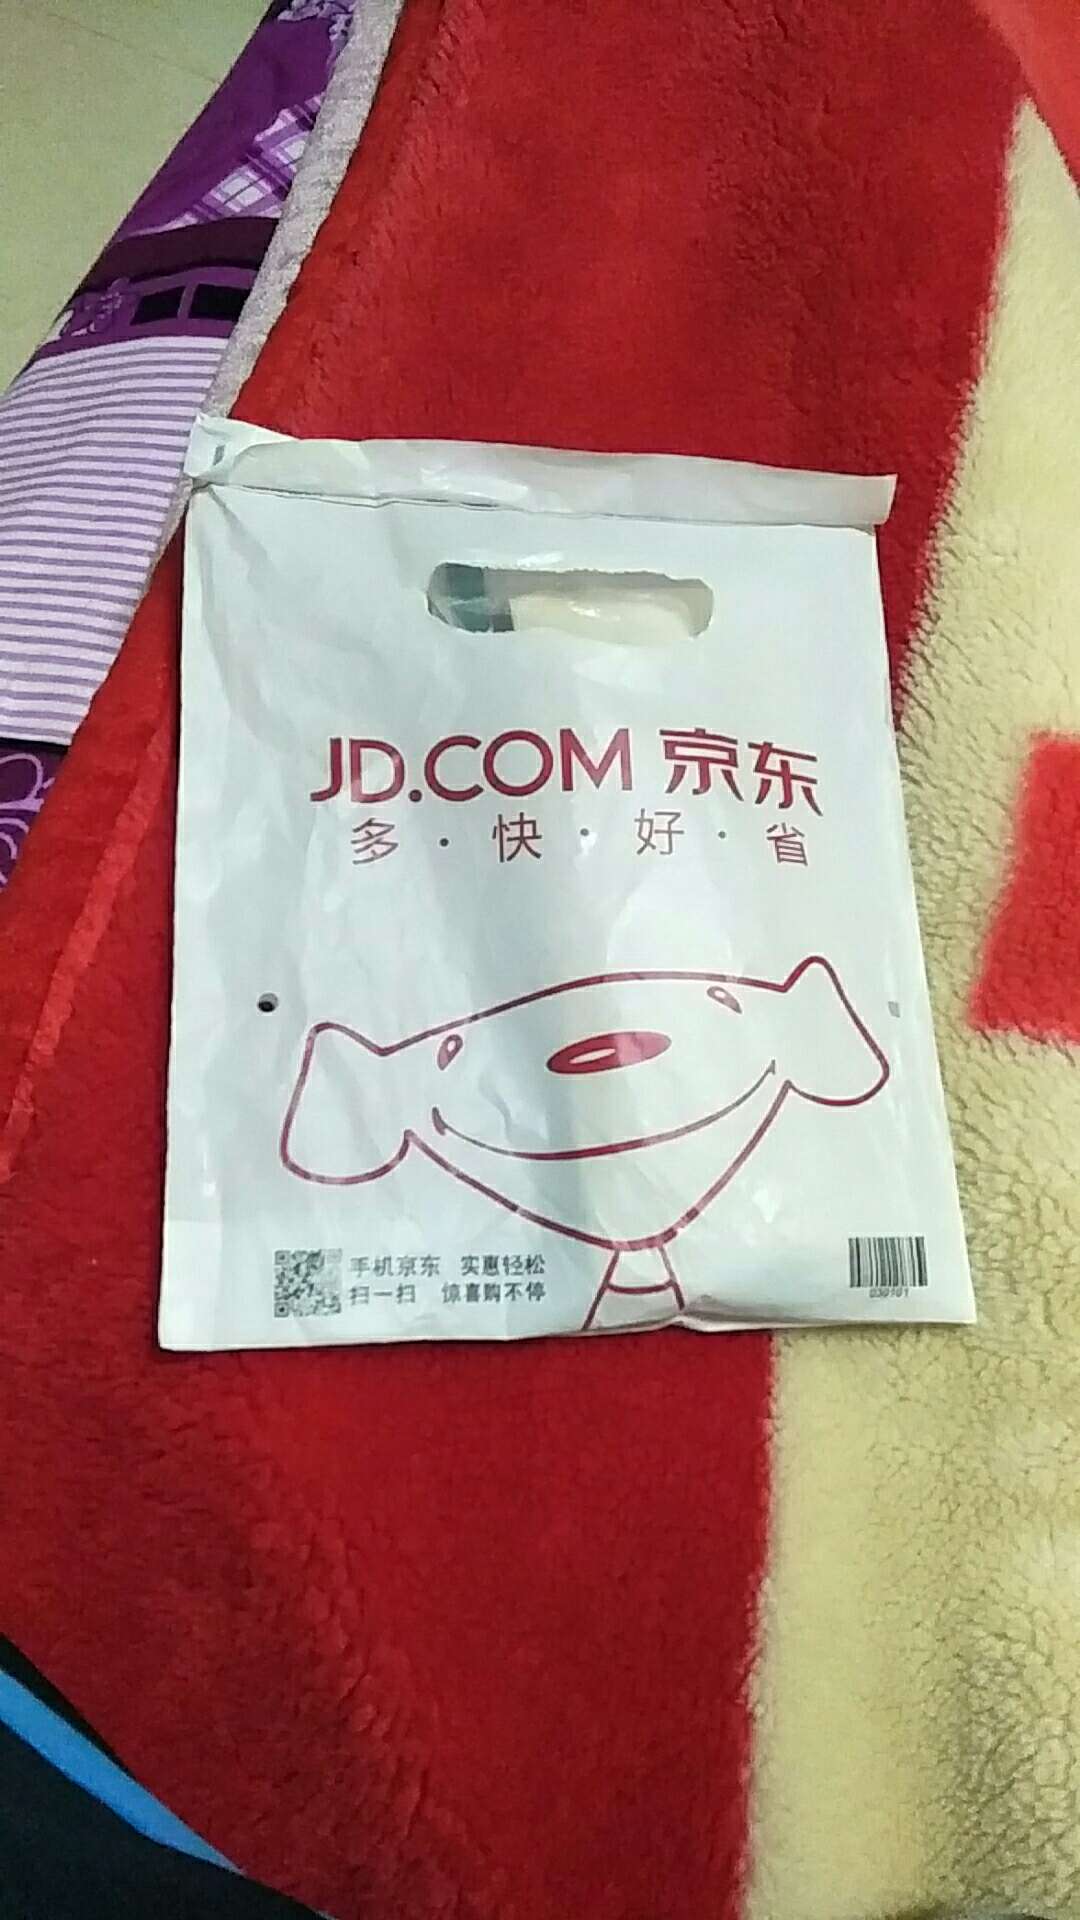 JD.COM 京东
多·快·好·省
手机京东 实惠轻松
扫一扫 惊喜购不停
030101